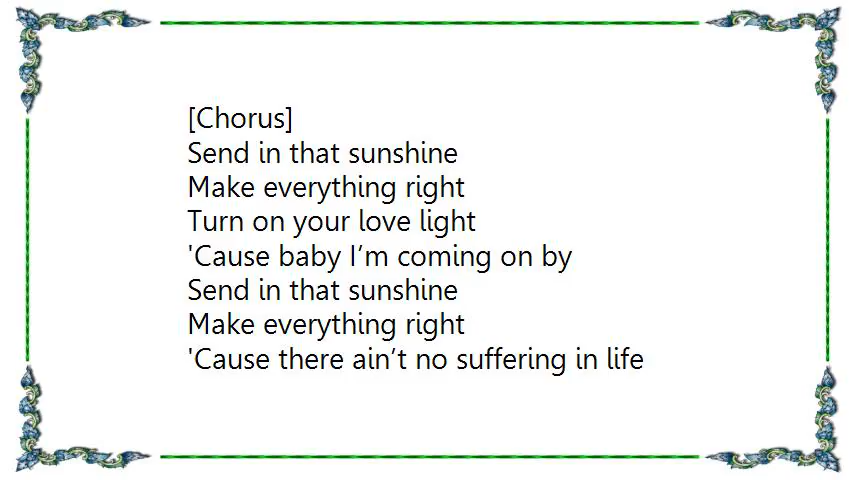 [Chorus]
Send in that sunshine
Make everything right
Turn on your love light
'Cause baby I’m coming on by
Send in that sunshine
Make everything right
'Cause there ain’t no suffering in life